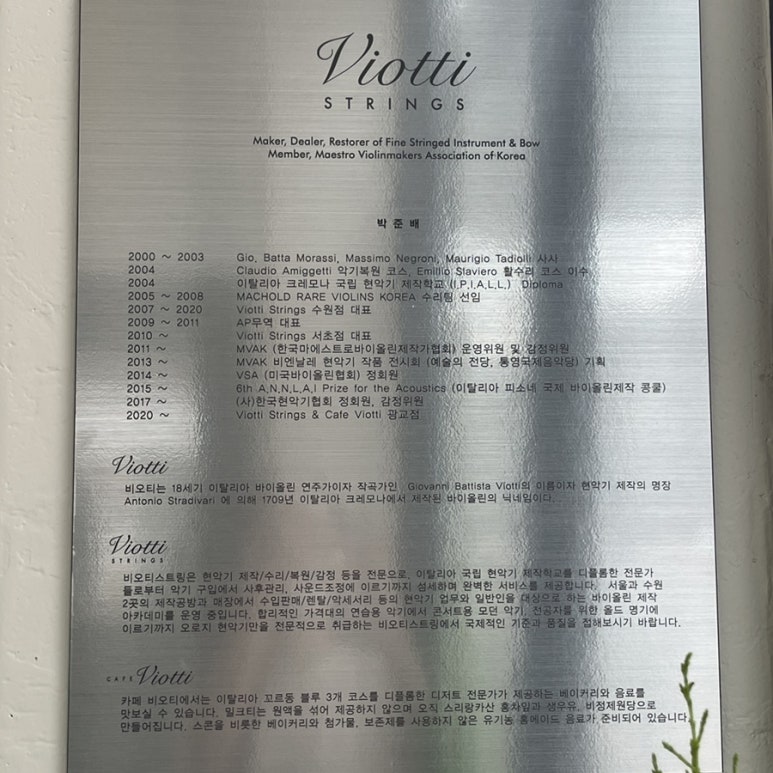 Viotti
STRINGS
Maker, Dealer, Restorer of Fine Stringed Instrument & Bow
Member, Maestro Violinmakers Association of Korea
박 준 배
2000 ~ 2003 Gio. Batta Morassi, Massimo Negroni, Maurigio Tadiolli 사사
2004 Claudio Amiggetti 악기복원 코스, Emillio Slaviero 활수리 코스 이수
2004 이탈리아 크레모나 국립 현악기 제작학교 (I.P.I.A.L.L.) Diploma
2005 ~ 2008 MACHOLD RARE VIOLINS KOREA 수리팀 선임
2007 ~ 2020 Viotti Strings 수원점 대표
2009 ~ 2011 AP무역 대표
2010 ~ Viotti Strings 서초점 대표
2011 ~ MVAK (한국마에스트로바이올린제작가협회) 운영위원 및 감정위원
2013 ~ MVAK 비엔날레 현악기 작품 전시회 (예술의 전당, 통영국제음악당) 기획
2014 ~ VSA (미국바이올린협회) 정회원
2015 ~ 6th A.N.N.L.A.I Prize for the Acoustics (이탈리아 피소네 국제 바이올린제작 콩쿨)
2017 ~ (사)한국현악기협회 정회원, 감정위원
2020 ~ Viotti Strings & Cafe Viotti 광교점
Viotti
비오티는 18세기 이탈리아 바이올린 연주가이자 작곡가인 Giovanni Battista Viotti의 이름이자 현악기 제작의 명장
Antonio Stradivari 에 의해 1709년 이탈리아 크레모나에서 제작된 바이올린의 닉네임이다.
Viotti
STRINGS
비오티스트링은 현악기 제작/수리/복원/감정 등을 전문으로, 이탈리아 국립 현악기 제작학교를 디플롬한 전문가
들로부터 악기 구입에서 사후관리, 사운드조정에 이르기까지 섬세하며 완벽한 서비스를 제공합니다. 서울과 수원
2곳의 제작공방과 매장에서 수입판매/렌탈/악세서리 등의 현악기 업무와 일반인을 대상으로 하는 바이올린 제작
아카데미를 운영 중입니다. 합리적인 가격대의 연습용 악기에서 콘서트용 모던 악기, 전공자를 위한 올드 명기에
이르기까지 오로지 현악기만을 전문적으로 취급하는 비오티스트링에서 국제적인 기준과 품질을 접해보시기 바랍니다.
CAFE Viotti
카페 비오티에서는 이탈리아 꼬르동 블루 3개 코스를 디플롬한 디저트 전문가가 제공하는 베이커리와 음료를
맛보실 수 있습니다. 밀크티는 원액을 섞어 제공하지 않으며 오직 스리랑카산 홍차잎과 생우유, 비정제원당으로
만들어집니다. 스콘을 비롯한 베이커리와 첨가물, 보존제를 사용하지 않은 유기농 홈메이드 음료가 준비되어 있습니다.